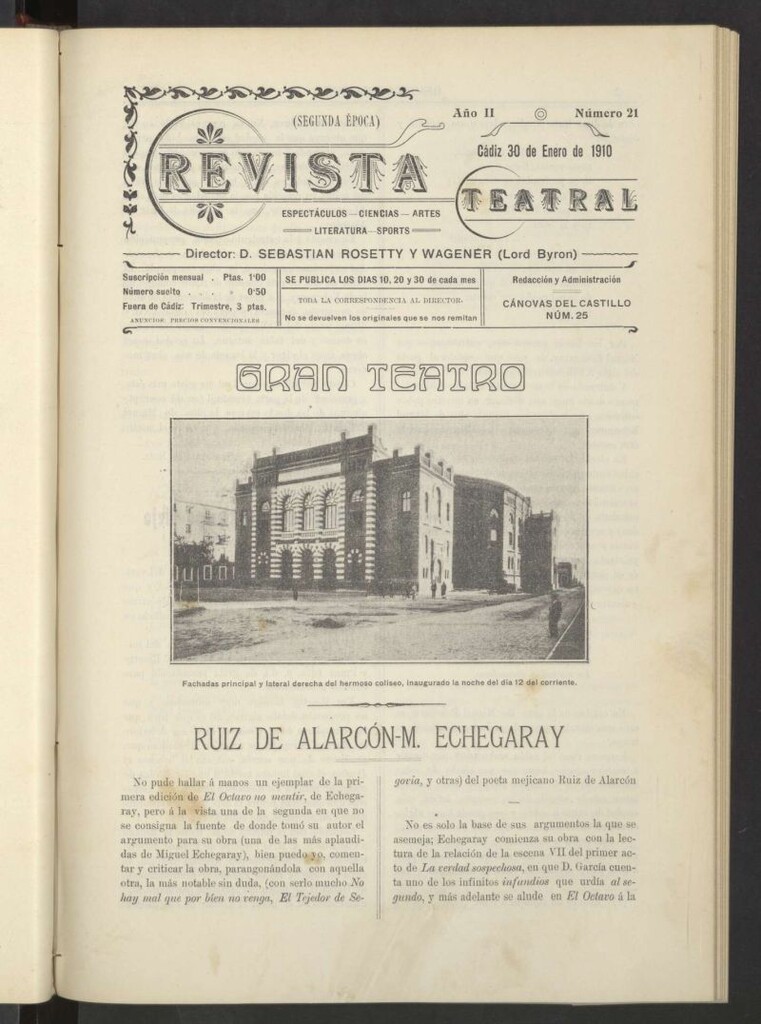 (SEGUNDA ÉPOCA)
Año II Número 21
Cádiz 30 de Enero de 1910
REVISTA
TEATRAL
ESPECTÁCULOS—CIENCIAS—ARTES
LITERATURA—SPORTS
Director: D. SEBASTIAN ROSETTY Y WAGENER (Lord Byron)
Suscripción mensual . Ptas. 1'00
Número suelto . . . » 0'50
Fuera de Cádiz: Trimestre, 3 ptas.
ANUNCIOS: PRECIOS CONVENCIONALES
SE PUBLICA LOS DIAS 10, 20 y 30 de cada mes
TODA LA CORRESPONDENCIA AL DIRECTOR.
No se devuelven los originales que se nos remitan
Redacción y Administración
CÁNOVAS DEL CASTILLO
NÚM. 25
GRAN TEATRO
Fachadas principal y lateral derecha del hermoso coliseo, inaugurado la noche del día 12 del corriente.
RUIZ DE ALARCÓN-M. ECHEGARAY
No pude hallar á manos un ejemplar de la pri-
mera edición de El Octavo no mentir, de Echega-
ray, pero á la vista una de la segunda en que no
se consigna la fuente de donde tomó su autor el
argumento para su obra (una de las más aplaudi-
das de Miguel Echegaray), bien puedo yo, comen-
tar y criticar la obra, parangonándola con aquella
otra, la más notable sin duda, (con serlo mucho No
hay mal que por bien no venga, El Tejedor de Se-
govia, y otras) del poeta mejicano Ruiz de Alarcón
No es solo la base de sus argumentos la que se
asemeja; Echegaray comienza su obra con la lec-
tura de la relación de la escena VII del primer ac-
to de La verdad sospechosa, en que D. García cuen-
ta uno de los infinitos infundios que urdía al se-
gundo, y más adelante se alude en El Octavo á la